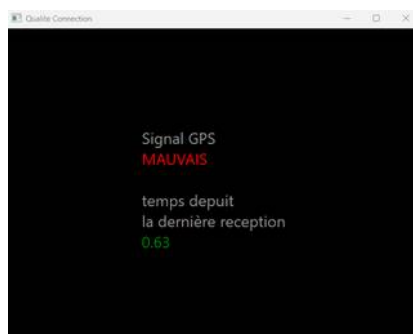 Qualite Connection
Signal GPS
MAUVAIS
temps depuit
la dernière reception
0.63